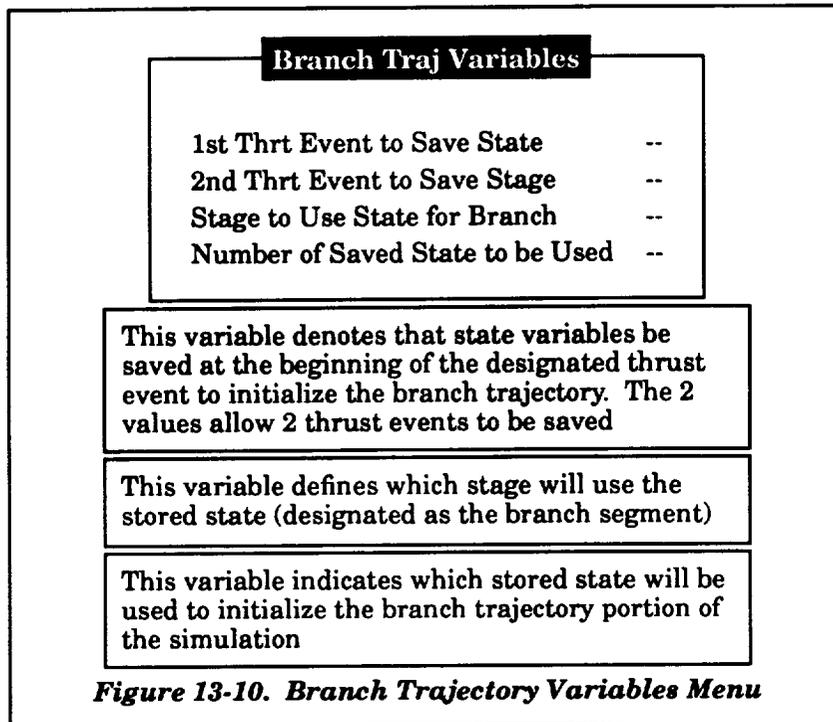 Branch Traj Variables
1st Thrt Event to Save State --
2nd Thrt Event to Save Stage --
Stage to Use State for Branch --
Number of Saved State to be Used --
This variable denotes that state variables be
saved at the beginning of the designated thrust
event to initialize the branch trajectory. The 2
values allow 2 thrust events to be saved
This variable defines which stage will use the
stored state (designated as the branch segment)
This variable indicates which stored state will be
used to initialize the branch trajectory portion of
the simulation
Figure 13-10. Branch Trajectory Variables Menu